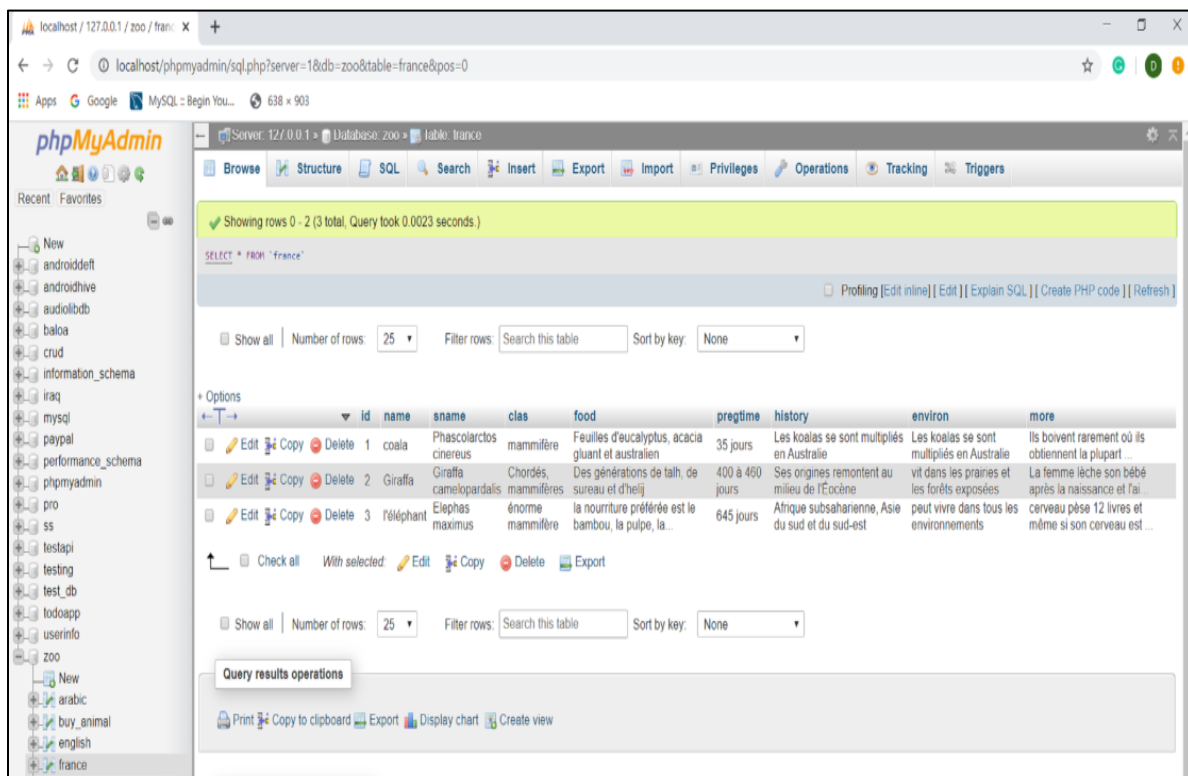 localhost / 127.0.0.1 / zoo / franc
localhost/phpmyadmin/sql.php?server=1&db=zoo&table=france&pos=0
Apps Google MySQL :: Begin You... 638 × 903
phpMyAdmin
Recent Favorites
New
androiddeft
androidhive
audiolibdb
baloa
crud
information_schema
iraq
mysql
paypal
performance_schema
phpmyadmin
pro
ss
testapi
testing
test_db
todoapp
userinfo
zoo
New
arabic
buy_animal
english
france
Server: 127.0.0.1 » Database: zoo » Table: france
Browse Structure SQL Search Insert Export Import Privileges Operations Tracking Triggers
Showing rows 0 - 2 (3 total, Query took 0.0023 seconds.)
SELECT * FROM `france`
Profiling [Edit inline] [ Edit ] [ Explain SQL ] [ Create PHP code ] [ Refresh ]
Show all Number of rows: 25 Filter rows: Search this table Sort by key: None
+ Options
id name sname clas food pregtime history environ more
Edit Copy Delete 1 coala Phascolarctos cinereus mammifère Feuilles d'eucalyptus, acacia gluant et australien 35 jours Les koalas se sont multipliés en Australie Les koalas se sont multipliés en Australie Ils boivent rarement où ils obtiennent la plupart ...
Edit Copy Delete 2 Giraffa Giraffa camelopardalis Chordés, mammifères Des générations de talh, de sureau et d'helij 400 à 460 jours Ses origines remontent au milieu de l'Éocène vit dans les prairies et les forêts exposées La femme lèche son bébé après la naissance et l'ai...
Edit Copy Delete 3 l'éléphant Elephas maximus énorme mammifère la nourriture préférée est le bambou, la pulpe, la... 645 jours Afrique subsaharienne, Asie du sud et du sud-est peut vivre dans tous les environnements cerveau pèse 12 livres et même si son cerveau est ...
Check all With selected: Edit Copy Delete Export
Show all Number of rows: 25 Filter rows: Search this table Sort by key: None
Query results operations
Print Copy to clipboard Export Display chart Create view